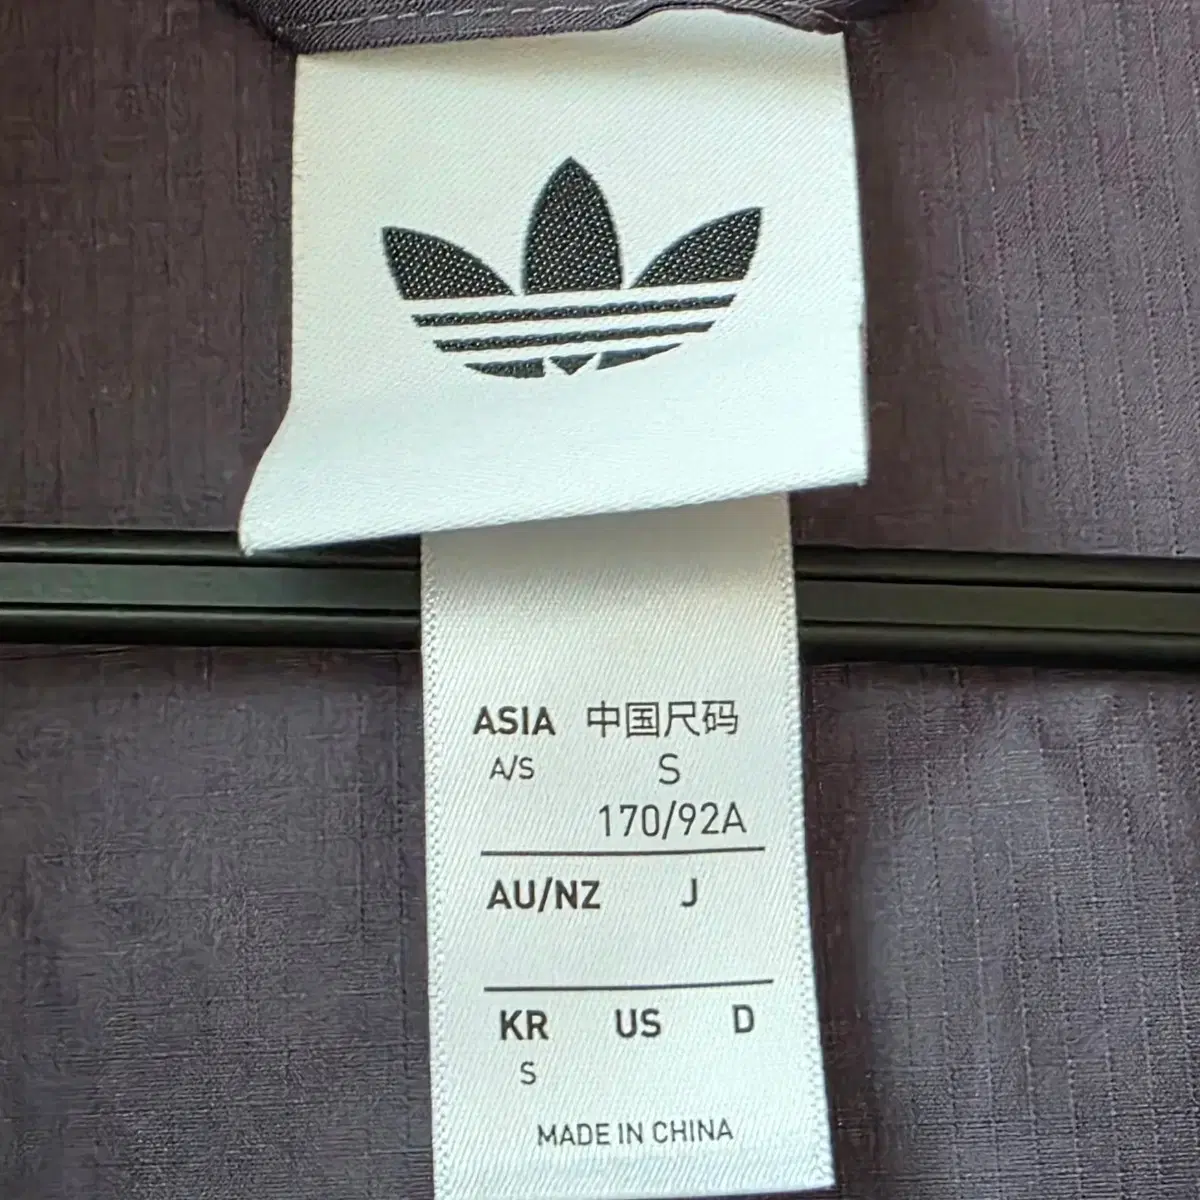 ASIA 中国尺码
A/S S
170/92A
AU/NZ J
KR US D
S
MADE IN CHINA